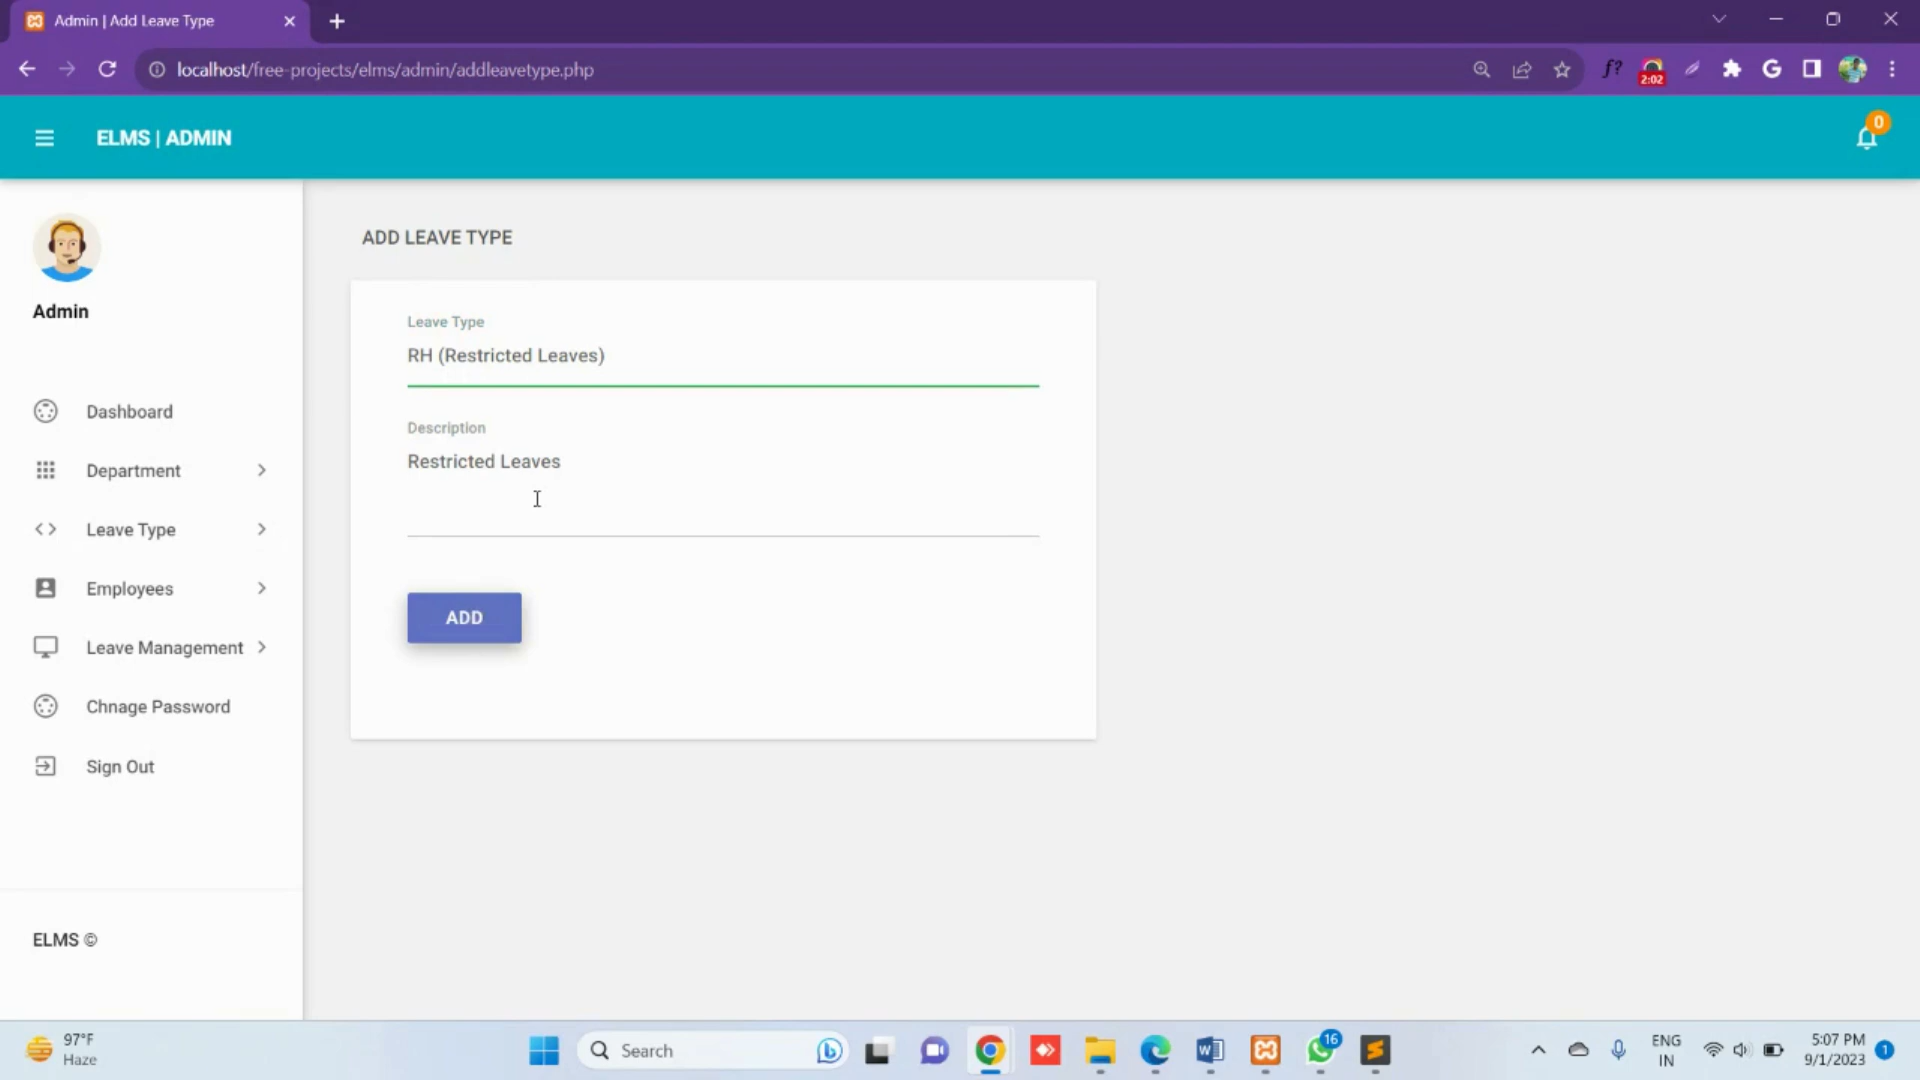 Admin | Add Leave Type
localhost/free-projects/elms/admin/addleavetype.php
f?
2:02
G
ELMS | ADMIN
0
Admin
Dashboard
Department
Leave Type
Employees
Leave Management
Chnage Password
Sign Out
ELMS ©
ADD LEAVE TYPE
Leave Type
RH (Restricted Leaves)
Description
Restricted Leaves
ADD
97°F
Haze
Search
16
ENG
IN
5:07 PM
9/1/2023
1